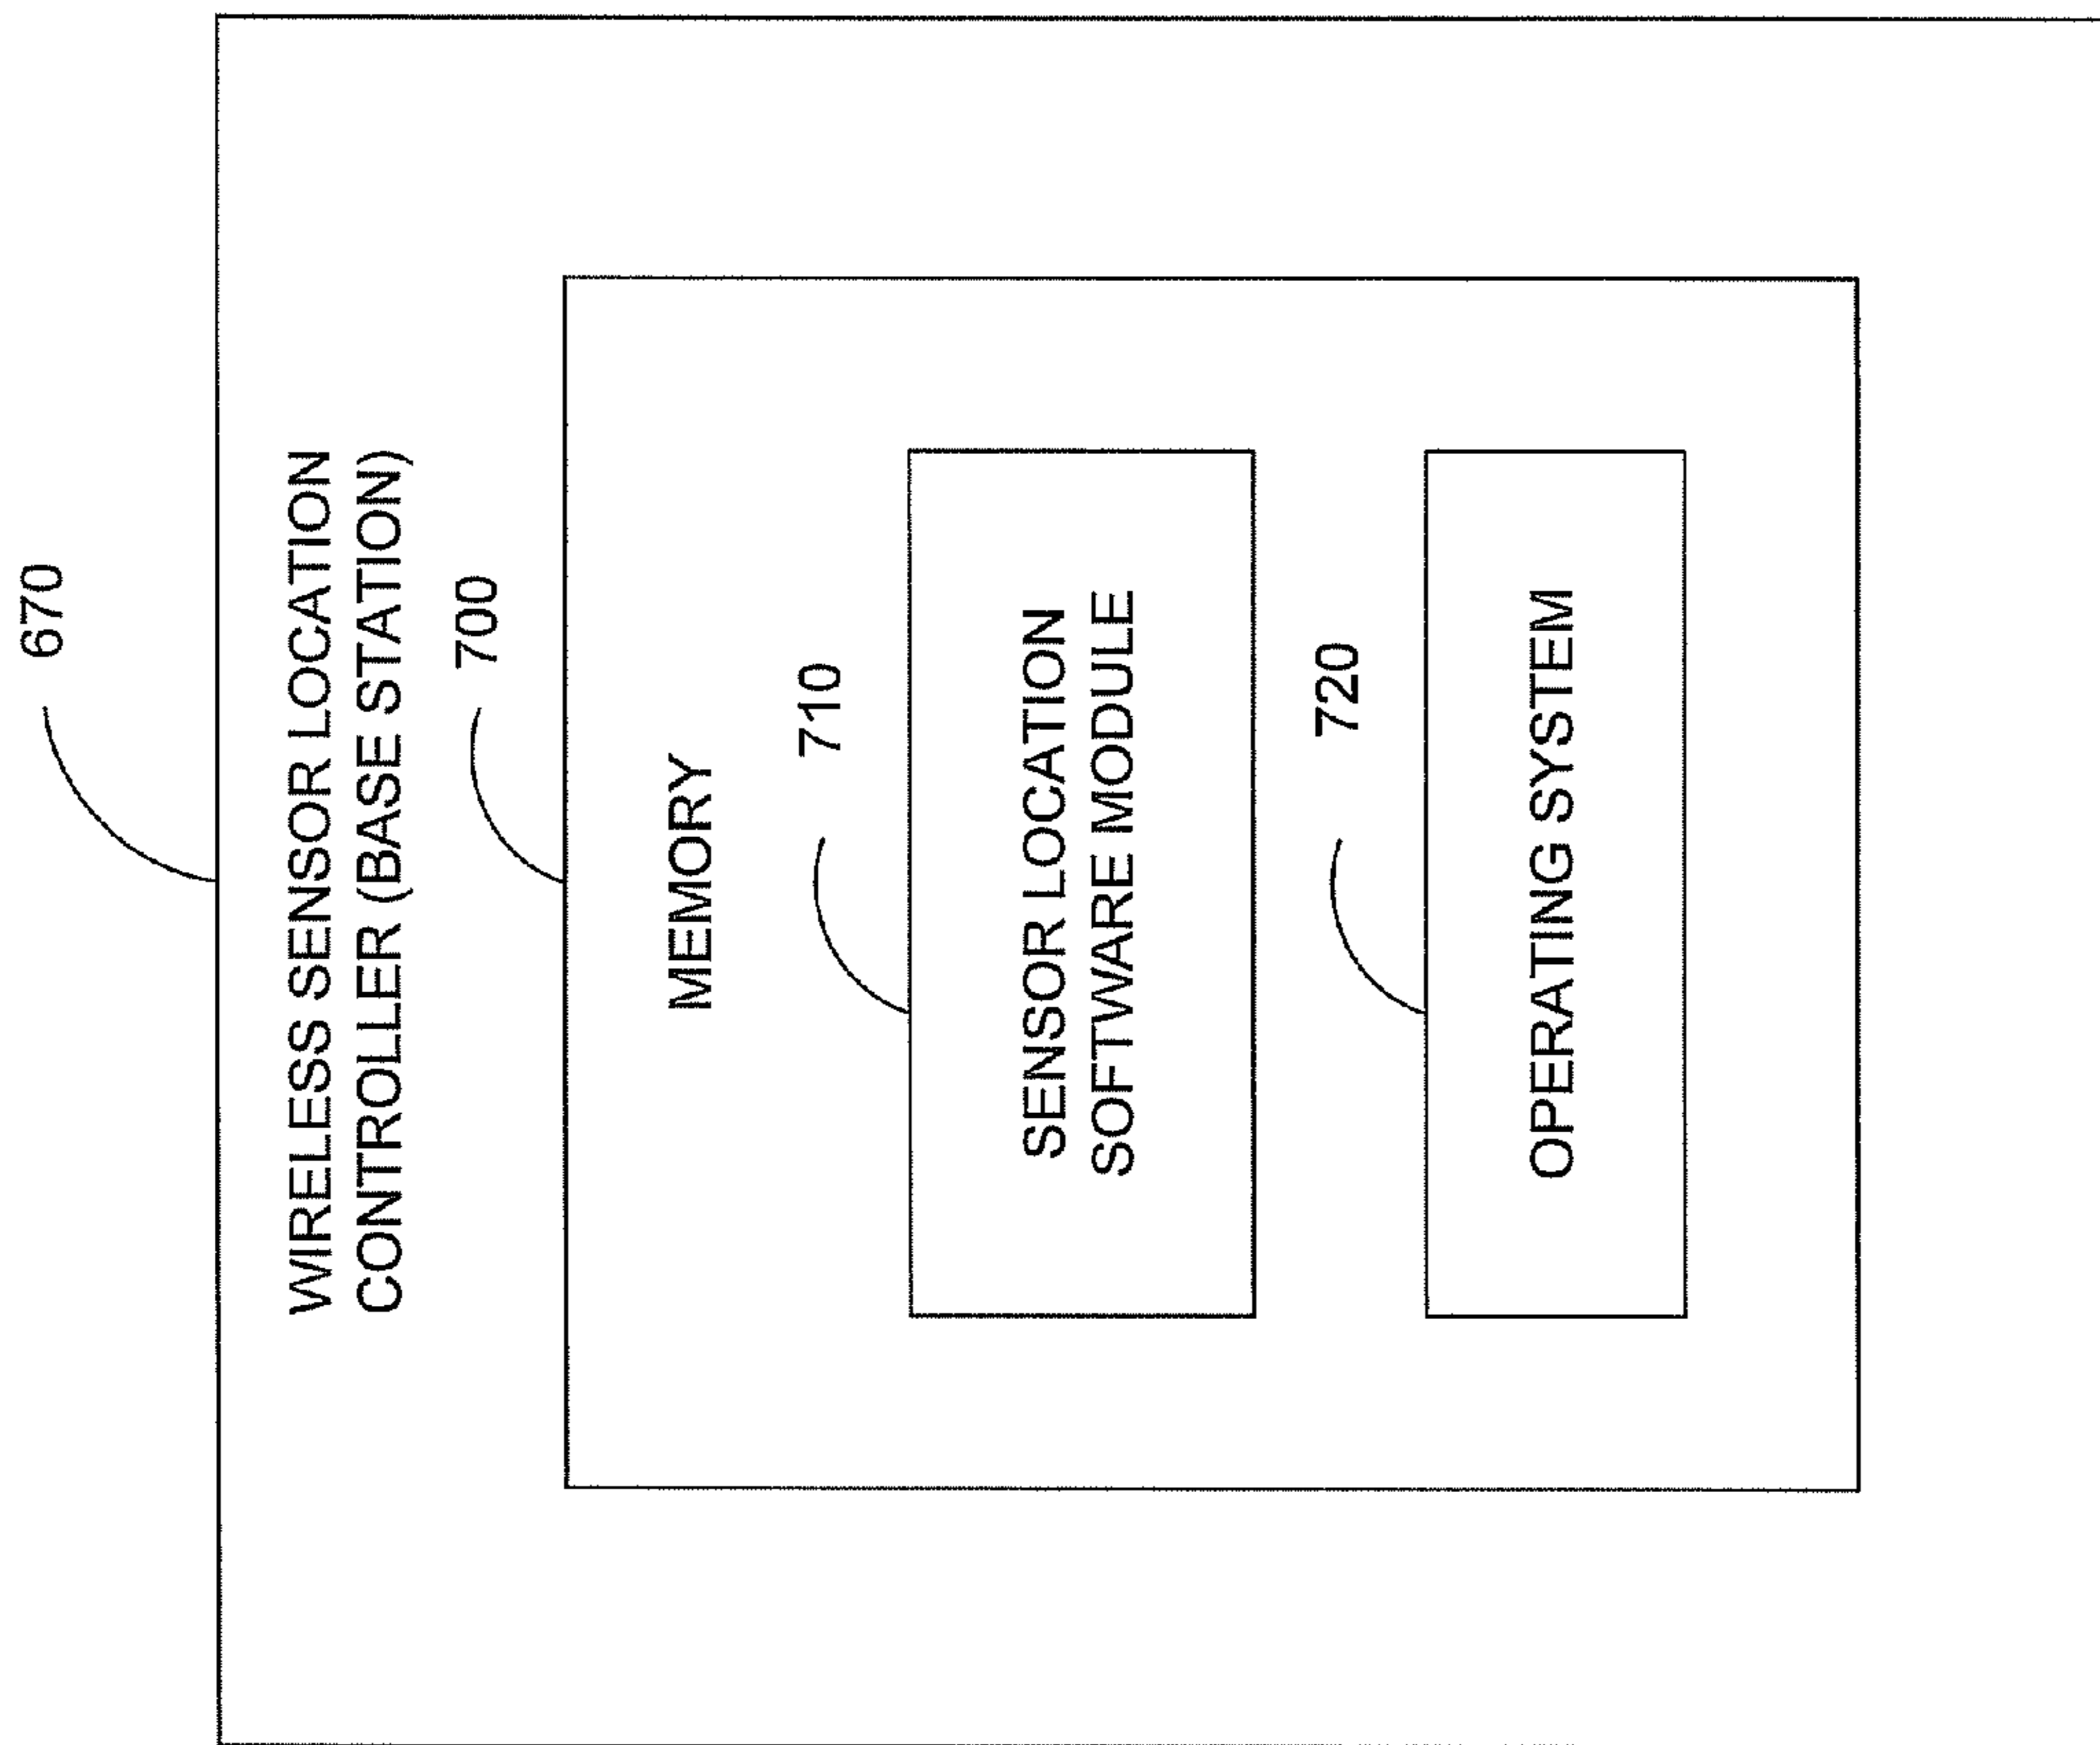 670
WIRELESS SENSOR LOCATION
CONTROLLER (BASE STATION)
700
MEMORY
710
SENSOR LOCATION
SOFTWARE MODULE
720
OPERATING SYSTEM